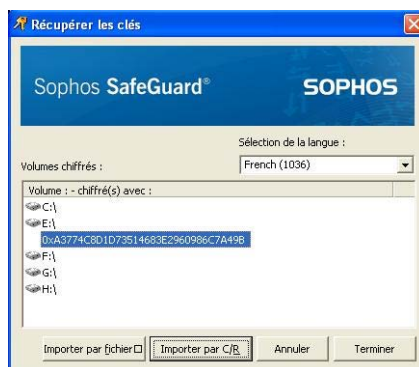 Récupérer les clés
Sophos SafeGuard® SOPHOS
Sélection de la langue :
Volumes chiffrés :
French (1036)
Volume : - chiffré(s) avec :
C:\
E:\
0xA3774C8D1D73514683E2960986C7A49B
F:\
G:\
H:\
Importer par fichier Importer par C/R Annuler Terminer